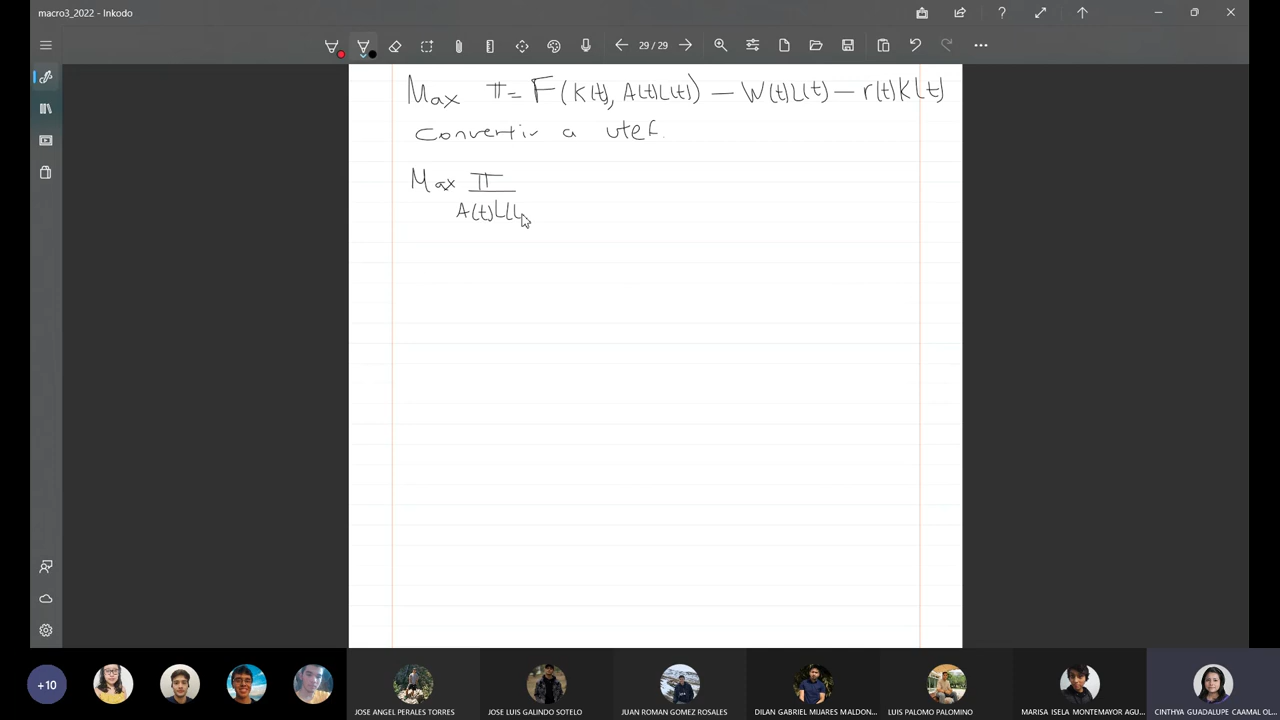 macro3_2022 - Inkodo
29 / 29
Max π = F(K(t), A(t)L(t)) — W(t)L(t) — r(t)K(t)
Convertir a utef.
Max π
A(t)L(
+10
JOSE ANGEL PERALES TORRES
JOSE LUIS GALINDO SOTELO
JUAN ROMAN GOMEZ ROSALES
DILAN GABRIEL MIJARES MALDON...
LUIS PALOMO PALOMINO
MARISA ISELA MONTEMAYOR AGU...
CINTHYA GUADALUPE CAAMAL OL...